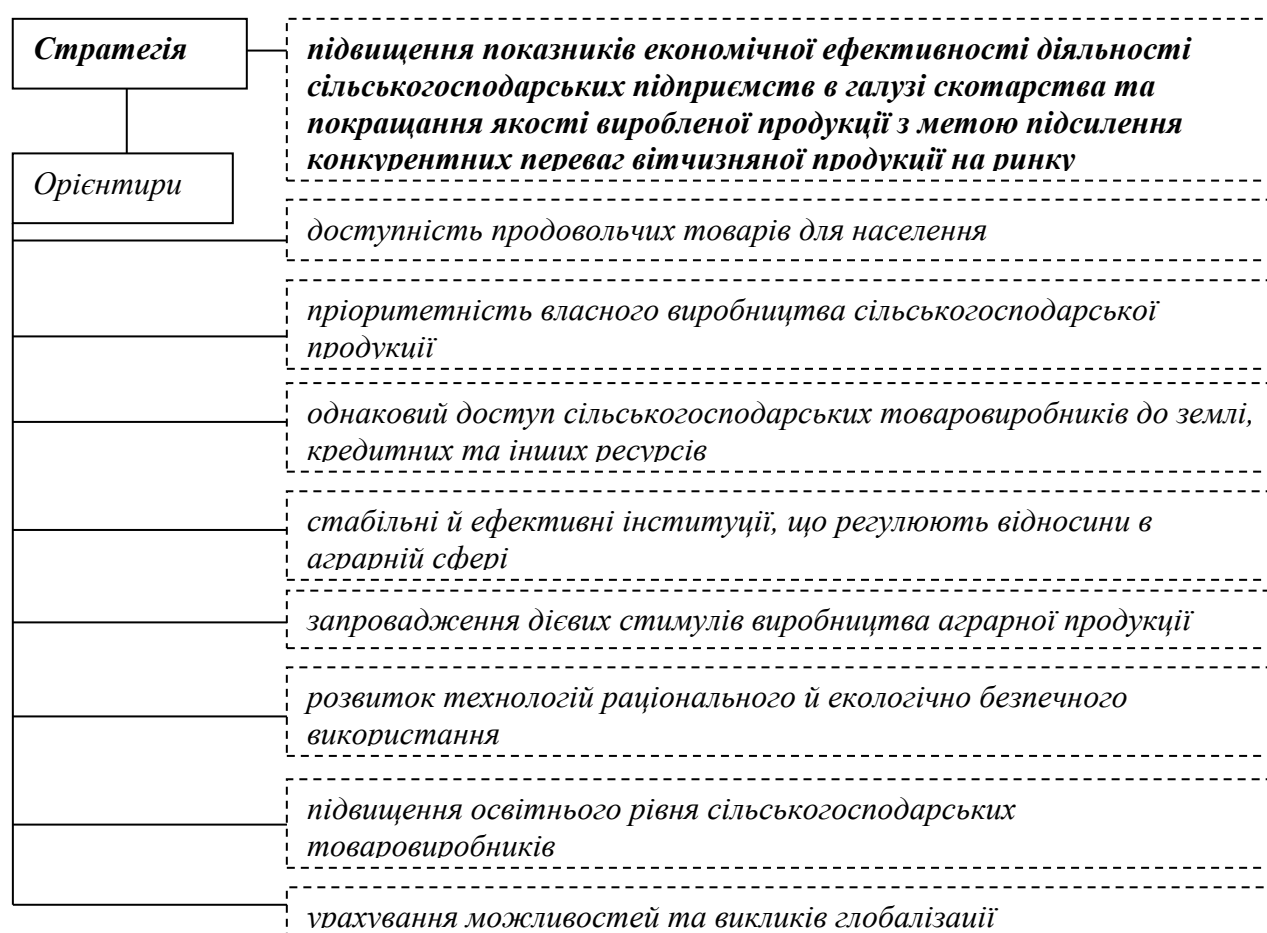 Стратегія
підвищення показників економічної ефективності діяльності
сільськогосподарських підприємств в галузі скотарства та
покращання якості виробленої продукції з метою підсилення
конкурентних переваг вітчизняної продукції на ринку
Орієнтири
доступність продовольчих товарів для населення
пріоритетність власного виробництва сільськогосподарської
продукції
однаковий доступ сільськогосподарських товаровиробників до землі,
кредитних та інших ресурсів
стабільні й ефективні інституції, що регулюють відносини в
аграрній сфері
запровадження дієвих стимулів виробництва аграрної продукції
розвиток технологій раціонального й екологічно безпечного
використання
підвищення освітнього рівня сільськогосподарських
товаровиробників
урахування можливостей та викликів глобалізації